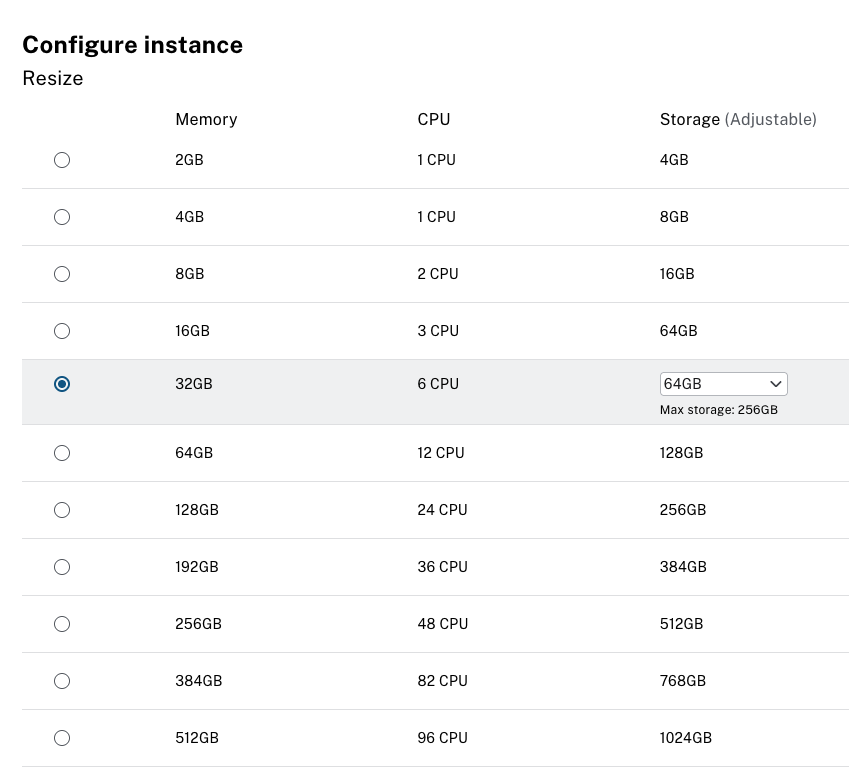 Configure instance
Resize
Memory CPU Storage (Adjustable)
2GB 1 CPU 4GB
4GB 1 CPU 8GB
8GB 2 CPU 16GB
16GB 3 CPU 64GB
32GB 6 CPU 64GB
Max storage: 256GB
64GB 12 CPU 128GB
128GB 24 CPU 256GB
192GB 36 CPU 384GB
256GB 48 CPU 512GB
384GB 82 CPU 768GB
512GB 96 CPU 1024GB